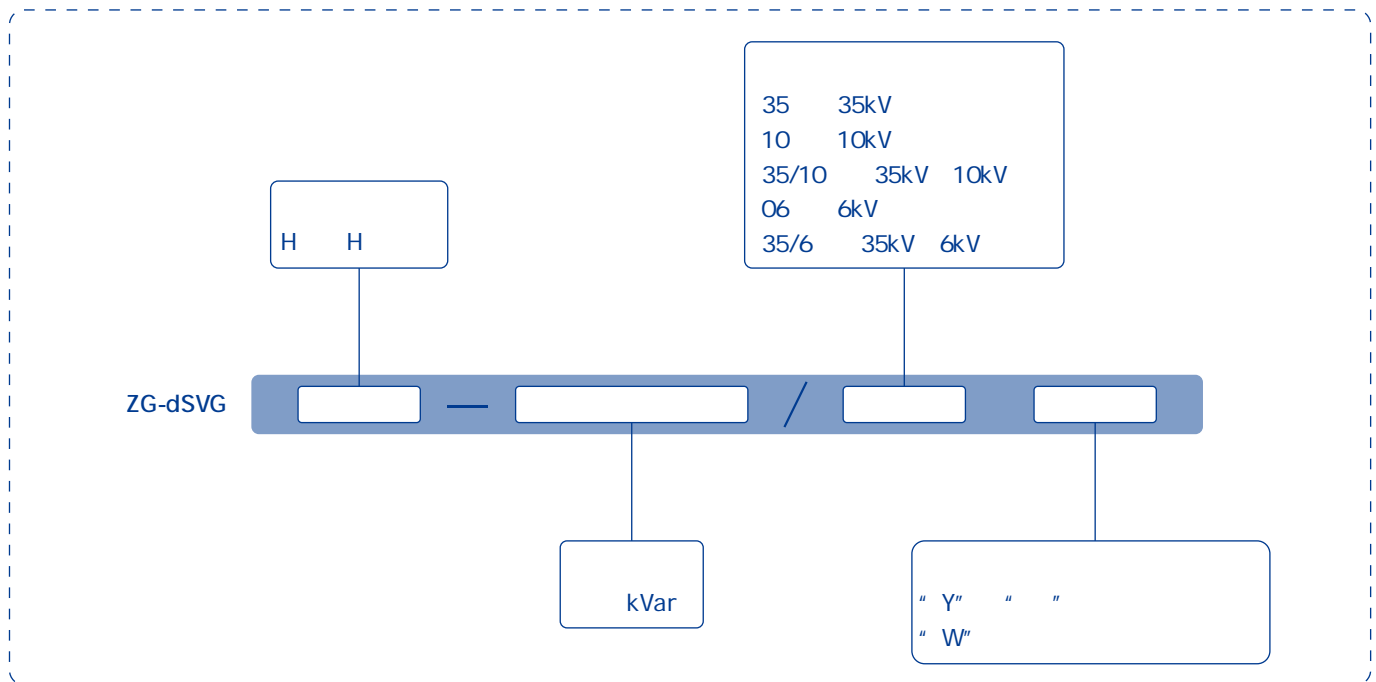 35 35kV
10 10kV
35/10 35kV 10kV
06 6kV
35/6 35kV 6kV
H H
ZG-dSVG — /
kVar
“ Y” “ ”
“ W”